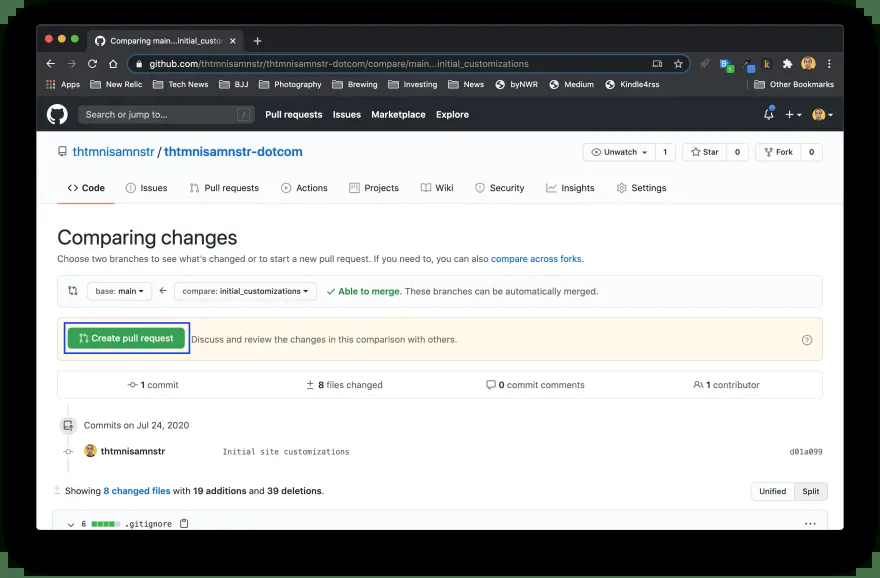 Comparing main...initial_custo
github.com/thtmnisamnstr/thtmnisamnstr-dotcom/compare/main...initial_customizations
Apps New Relic Tech News BJJ Photography Brewing Investing News byNWR Medium Kindle4rss Other Bookmarks
Search or jump to... / Pull requests Issues Marketplace Explore
thtmnisamnstr / thtmnisamnstr-dotcom Unwatch 1 Star 0 Fork 0
Code Issues Pull requests Actions Projects Wiki Security Insights Settings
Comparing changes
Choose two branches to see what's changed or to start a new pull request. If you need to, you can also compare across forks.
base: main compare: initial_customizations Able to merge. These branches can be automatically merged.
Create pull request Discuss and review the changes in this comparison with others.
1 commit 8 files changed 0 commit comments 1 contributor
Commits on Jul 24, 2020
thtmnisamnstr Initial site customizations d01a099
Showing 8 changed files with 19 additions and 39 deletions. Unified Split
6 .gitignore